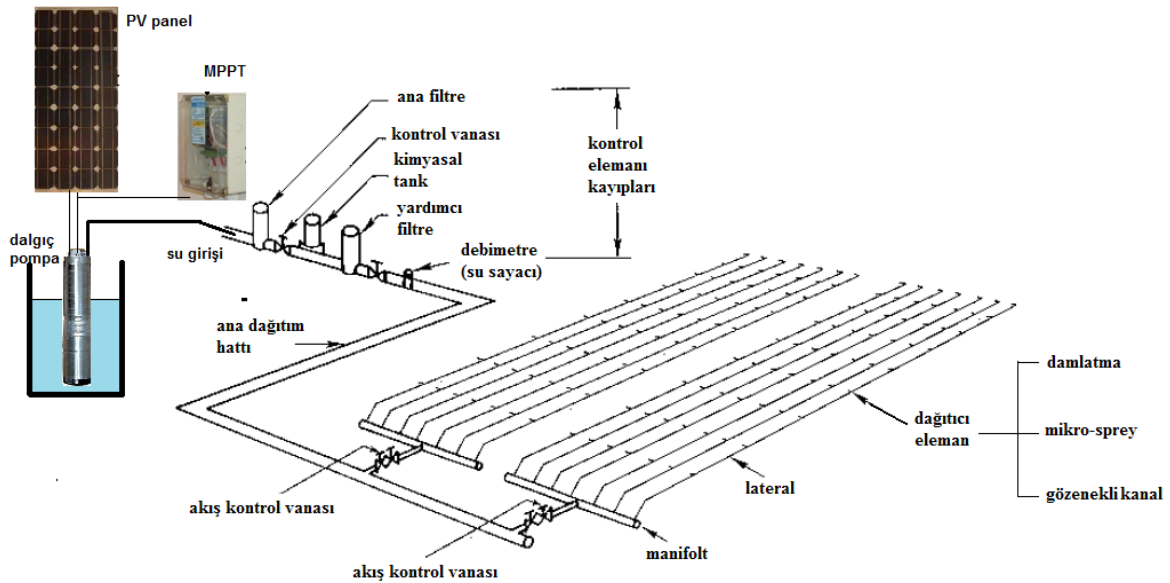 PV panel
MPPT
ana filtre
kontrol vanası
kimyasal
tank
yardımcı
filtre
kontrol
elemanı
kayıpları
dalgıç
pompa
su girişi
debimetre
(su sayacı)
ana dağıtım
hattı
damlatma
dağıtıcı
eleman
mikro-sprey
gözenekli kanal
lateral
akış kontrol vanası
manifolt
akış kontrol vanası